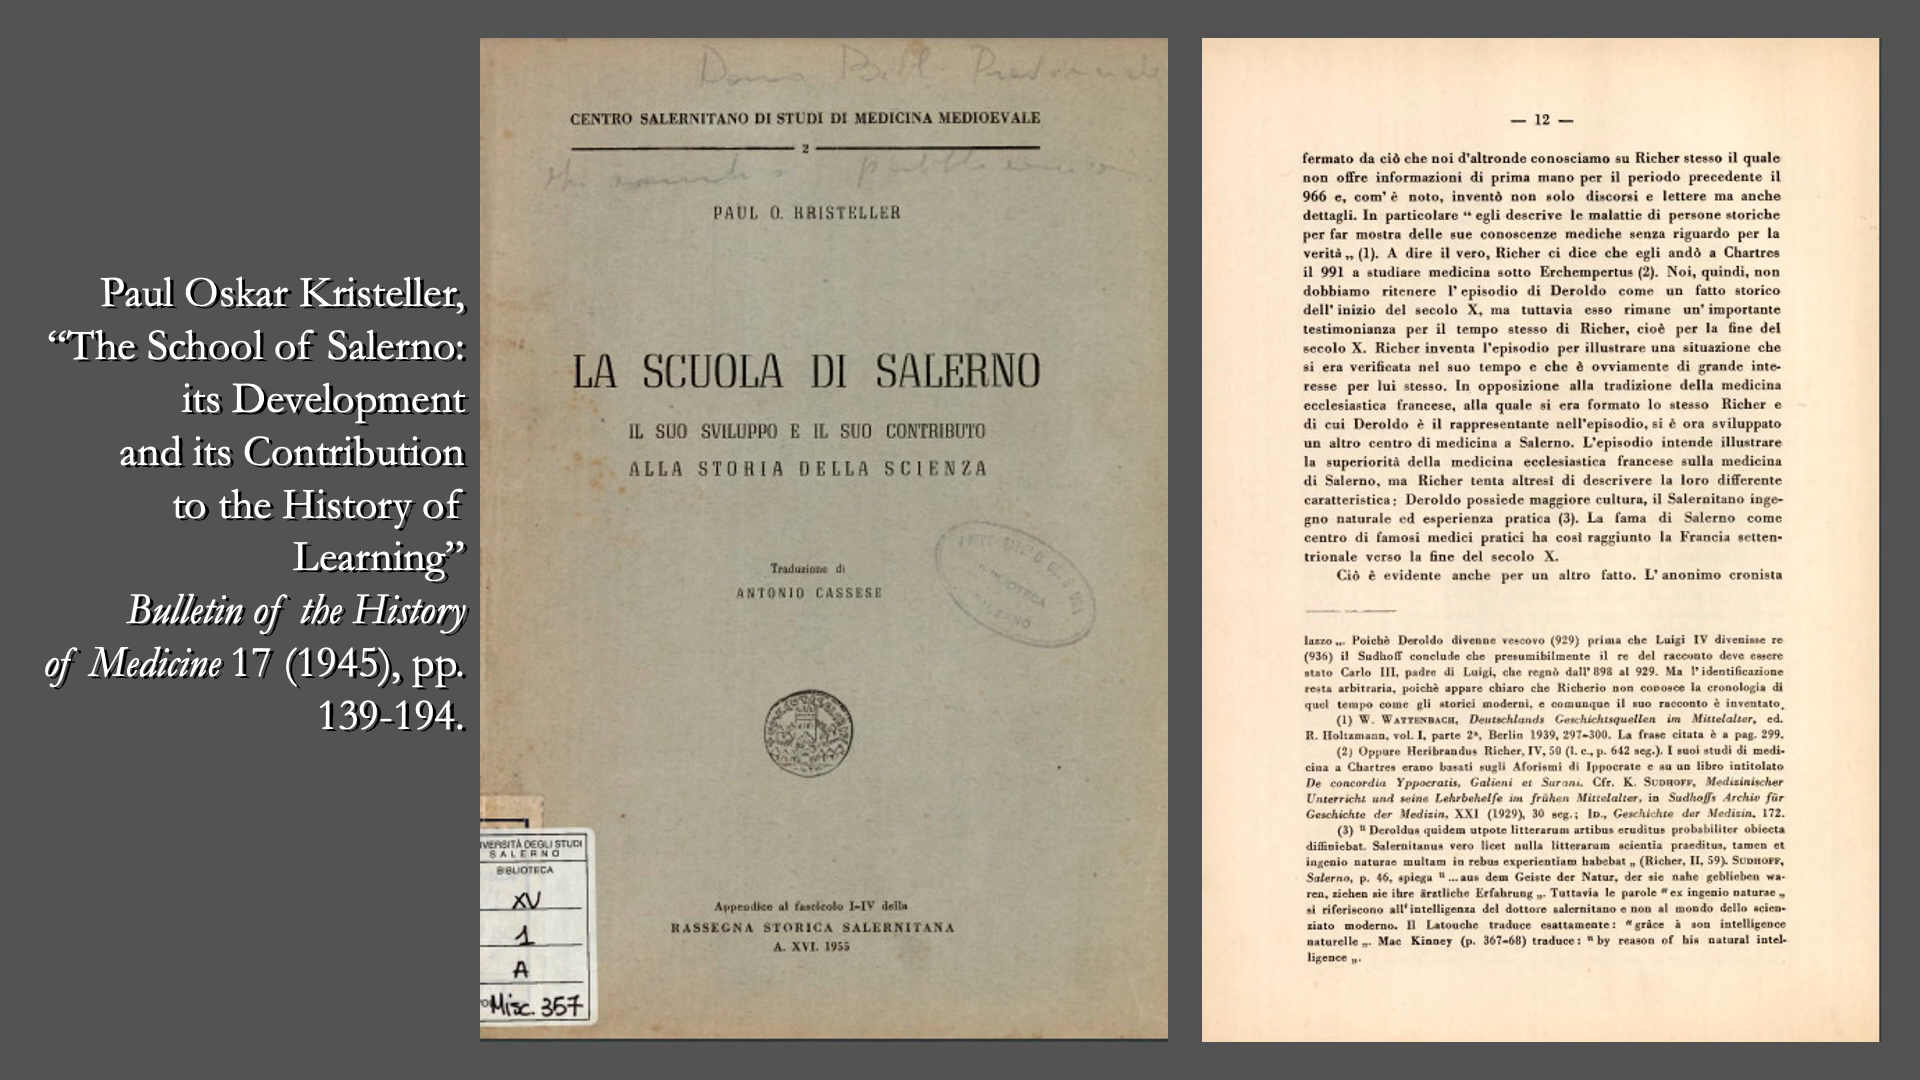 Paul Oskar Kristeller,
“The School of Salerno:
its Development
and its Contribution
to the History of
Learning”
Bulletin of the History
of Medicine 17 (1945), pp.
139-194.
CENTRO SALERNITANO DI STUDI DI MEDICINA MEDIOEVALE
2
PAUL O. KRISTELLER
LA SCUOLA DI SALERNO
IL SUO SVILUPPO E IL SUO CONTRIBUTO
ALLA STORIA DELLA SCIENZA
Traduzione di
ANTONIO CASSESE
BIBLIOTECA
SALERNO
Appendice al fascicolo I-IV della
RASSEGNA STORICA SALERNITANA
A. XVI. 1955
DEGLI STUDI
SALERNO
BIBLIOTECA
XV
1
A
Misc. 357
— 12 —
fermato da ciò che noi d'altronde conosciamo su Richer stesso il quale
non offre informazioni di prima mano per il periodo precedente il
966 e, com' è noto, inventò non solo discorsi e lettere ma anche
dettagli. In particolare “ egli descrive le malattie di persone storiche
per far mostra delle sue conoscenze mediche senza riguardo per la
verità „ (1). A dire il vero, Richer ci dice che egli andò a Chartres
il 991 a studiare medicina sotto Erchempertus (2). Noi, quindi, non
dobbiamo ritenere l' episodio di Deroldo come un fatto storico
dell' inizio del secolo X, ma tuttavia esso rimane un' importante
testimonianza per il tempo stesso di Richer, cioè per la fine del
secolo X. Richer inventa l'episodio per illustrare una situazione che
si era verificata nel suo tempo e che è ovviamente di grande inte-
resse per lui stesso. In opposizione alla tradizione della medicina
ecclesiastica francese, alla quale si era formato lo stesso Richer e
di cui Deroldo è il rappresentante nell'episodio, si è ora sviluppato
un altro centro di medicina a Salerno. L'episodio intende illustrare
la superiorità della medicina ecclesiastica francese sulla medicina
di Salerno, ma Richer tenta altresì di descrivere la loro differente
caratteristica: Deroldo possiede maggiore cultura, il Salernitano inge-
gno naturale ed esperienza pratica (3). La fama di Salerno come
centro di famosi medici pratici ha così raggiunto la Francia setten-
trionale verso la fine del secolo X.
Ciò è evidente anche per un altro fatto. L' anonimo cronista
lazzo „. Poichè Deroldo divenne vescovo (929) prima che Luigi IV divenisse re
(936) il Sudhoff conclude che presumibilmente il re del racconto deve essere
stato Carlo III, padre di Luigi, che regnò dall' 898 al 929. Ma l' identificazione
resta arbitraria, poichè appare chiaro che Richerio non conosce la cronologia di
quel tempo come gli storici moderni, e comunque il suo racconto è inventato.
(1) W. WATTENBACH, Deutschlands Geschichtsquellen im Mittelalter, ed.
R. Holtzmann, vol. I, parte 2ª, Berlin 1939, 297-300. La frase citata è a pag. 299.
(2) Oppure Heribrandus Richer, IV, 50 (l. c., p. 642 seg.). I suoi studi di medi-
cina a Chartres erano basati sugli Aforismi di Ippocrate e su un libro intitolato
De concordia Yppocratis, Galieni et Surani. Cfr. K. SUDHOFF, Medizinischer
Unterricht und seine Lehrbehelfe im frühen Mittelalter, in Sudhoffs Archiv für
Geschichte der Medizin, XXI (1929), 30 seg.; ID., Geschichte der Medizin, 172.
(3) “ Deroldus quidem utpote litterarum artibus eruditus probabiliter obiecta
diffiniebat. Salernitanus vero licet nulla litterarum scientia praeditus, tamen et
ingenio naturae multam in rebus experientiam habebat „ (Richer, II, 59). SUDHOFF,
Salerno, p. 46, spiega “ ... aus dem Geiste der Natur, der sie nahe geblieben wa-
ren, ziehen sie ihre ärztliche Erfahrung „. Tuttavia le parole “ ex ingenio naturae „
si riferiscono all' intelligenza del dottore salernitano e non al mondo dello scien-
ziato moderno. Il Latouche traduce esattamente: “ grâce à son intelligence
naturelle „. Mac Kinney (p. 367-68) traduce: “ by reason of his natural intel-
ligence „.